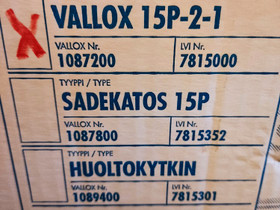 VALLOX 15P-2-1
VALLOX Nr. LVI Nr.
1087200 7815000
TYYPPI / TYPE
SADEKATOS 15P
VALLOX Nr. LVI Nr.
1087800 7815352
TYYPPI / TYPE
HUOLTOKYTKIN
VALLOX Nr. LVI Nr.
1089400 7815301